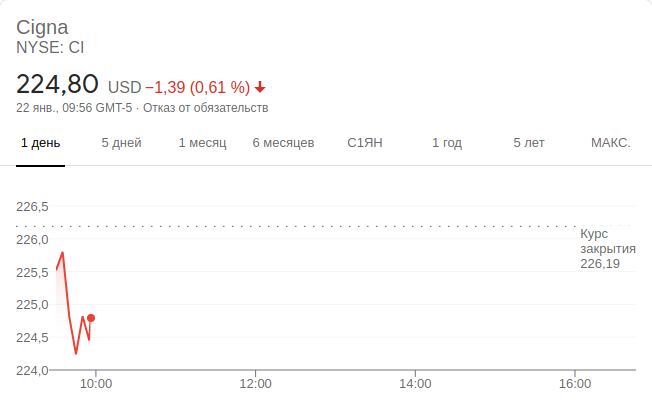 Cigna
NYSE: CI
224,80 USD −1,39 (0,61 %)
22 янв., 09:56 GMT-5 · Отказ от обязательств
1 день 5 дней 1 месяц 6 месяцев С1ЯН 1 год 5 лет МАКС.
226,5
226,0
225,5
225,0
224,5
224,0
Курс
закрытия
226,19
10:00 12:00 14:00 16:00